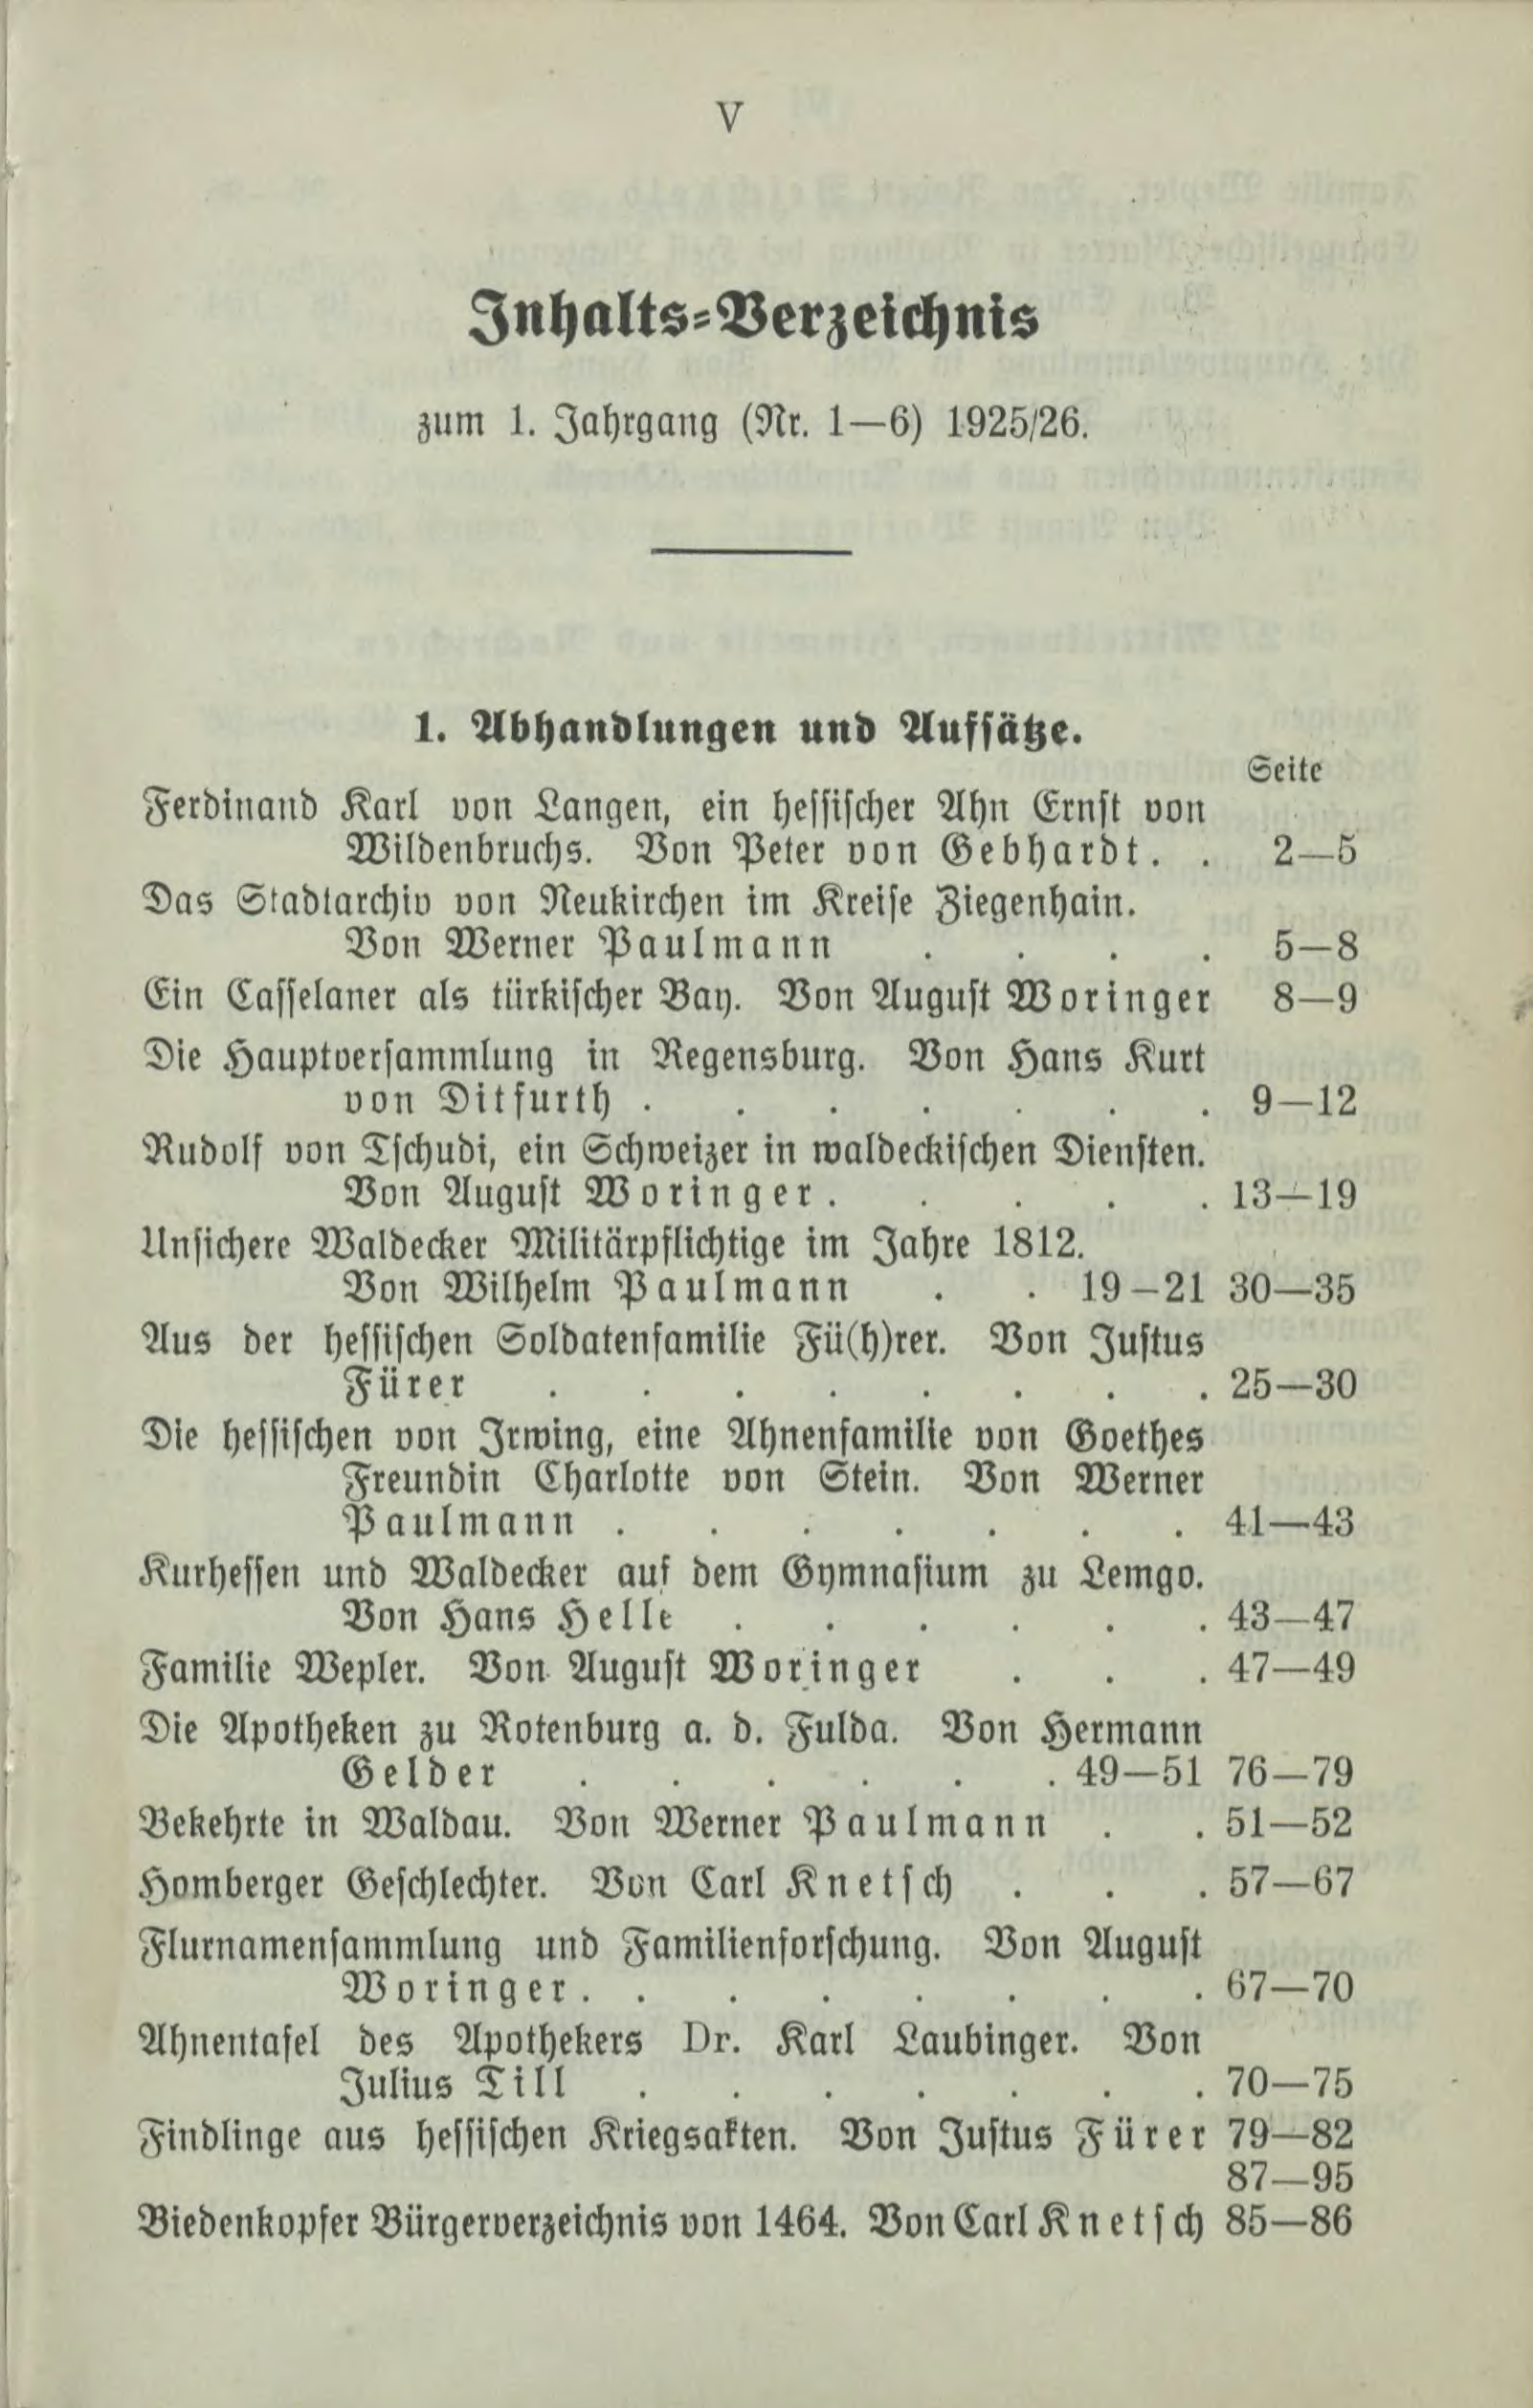 V
Inhalts-Verzeichnis
zum 1. Jahrgang (Nr. 1—6) 1925/26.
1. Abhandlungen und Aufsätze.
Seite
Ferdinand Karl von Langen, ein hessischer Ahn Ernst von
Wildenbruchs. Von Peter von Gebhardt. . 2—5
Das Stadtarchiv von Neukirchen im Kreise Ziegenhain.
Von Werner Paulmann . . . . 5—8
Ein Casselaner als türkischer Bay. Von August Woringer 8—9
Die Hauptversammlung in Regensburg. Von Hans Kurt
von Ditfurth . . . . . . . 9—12
Rudolf von Tschudi, ein Schweizer in waldeckischen Diensten.
Von August Woringer . . . . . 13—19
Unsichere Waldecker Militärpflichtige im Jahre 1812.
Von Wilhelm Paulmann . . 19—21 30—35
Aus der hessischen Soldatenfamilie Fü(h)rer. Von Justus
Fürer . . . . . . . . 25—30
Die hessischen von Irwing, eine Ahnenfamilie von Goethes
Freundin Charlotte von Stein. Von Werner
Paulmann . . . . . . . 41—43
Kurhessen und Waldecker auf dem Gymnasium zu Lemgo.
Von Hans Helle . . . . . . 43—47
Familie Wepler. Von August Woringer . . . 47—49
Die Apotheken zu Rotenburg a. d. Fulda. Von Hermann
Gelder . . . . . . 49—51 76—79
Bekehrte in Waldau. Von Werner Paulmann . . 51—52
Homberger Geschlechter. Von Carl Knetsch . . . 57—67
Flurnamensammlung und Familienforschung. Von August
Woringer . . . . . . . . 67—70
Ahnentafel des Apothekers Dr. Karl Laubinger. Von
Julius Till . . . . . . . 70—75
Findlinge aus hessischen Kriegsakten. Von Justus Fürer 79—82
87—95
Biedenkopfer Bürgerverzeichnis von 1464. Von Carl Knetsch 85—86